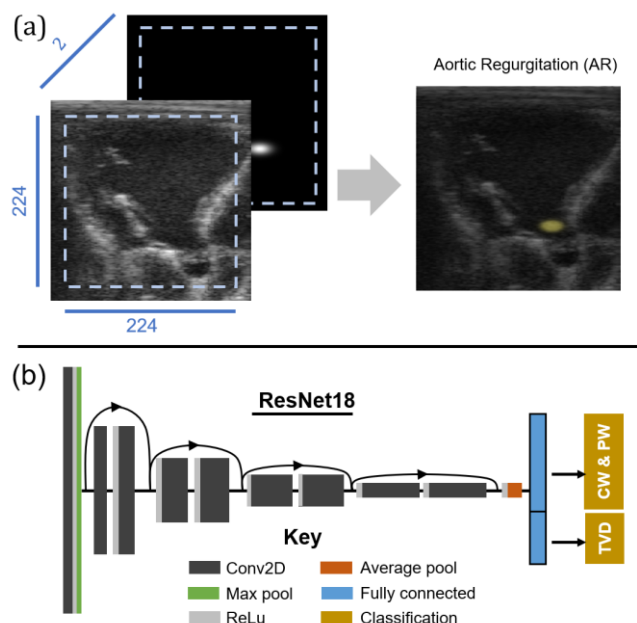 (a)
2
Aortic Regurgitation (AR)
224
224
(b)
ResNet18
CW & PW
TVD
Key
Conv2D
Average pool
Max pool
Fully connected
ReLu
Classification